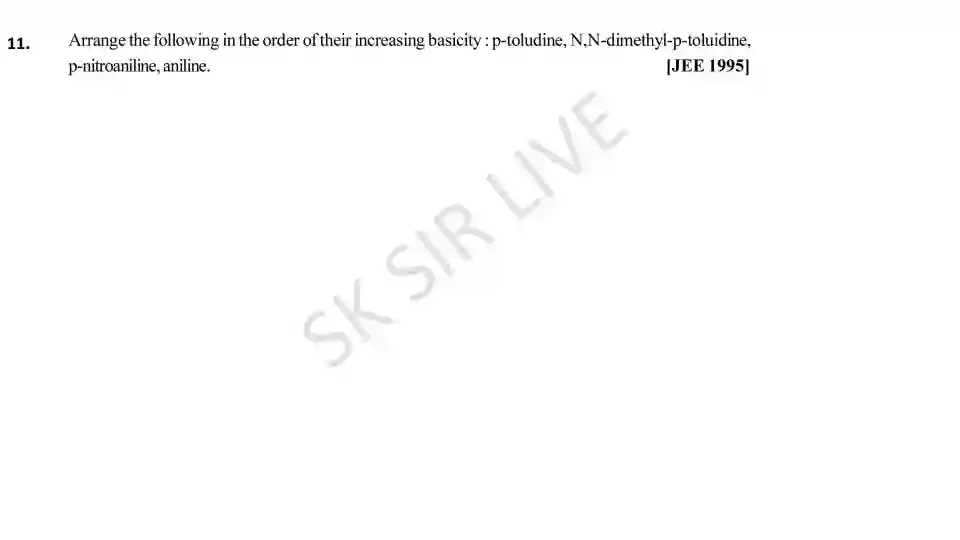 11. Arrange the following in the order of their increasing basicity : p-toludine, N,N-dimethyl-p-toluidine,
p-nitroaniline, aniline. [JEE 1995]
SK SIR LIVE